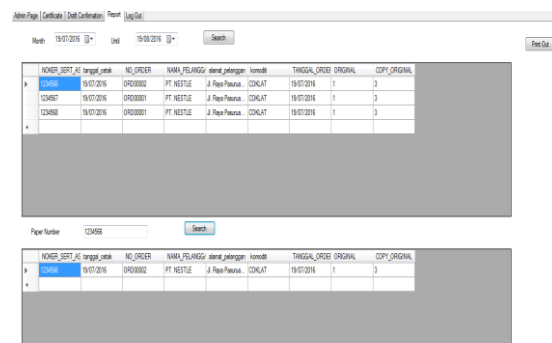 Admin Page Certificate Draft Confirmation Report Log Out
Month 19/07/2016 Until 19/08/2016 Search
Print Out
NOKER_SERT_AS tanggal_cetak NO_ORDER NAMA_PELANGGA alamat_pelanggan komoditi TANGGAL_ORDER ORIGINAL COPY_ORIGINAL
1234566 19/07/2016 ORD00002 PT. NESTLE Jl. Raya Pasurua... COKLAT 19/07/2016 1 3
1234567 19/07/2016 ORD00001 PT. NESTLE Jl. Raya Pasurua... COKLAT 19/07/2016 1 3
1234568 19/07/2016 ORD00001 PT. NESTLE Jl. Raya Pasurua... COKLAT 19/07/2016 1 3
Paper Number 1234566 Search
NOKER_SERT_AS tanggal_cetak NO_ORDER NAMA_PELANGGA alamat_pelanggan komoditi TANGGAL_ORDER ORIGINAL COPY_ORIGINAL
1234566 19/07/2016 ORD00002 PT. NESTLE Jl. Raya Pasurua... COKLAT 19/07/2016 1 3